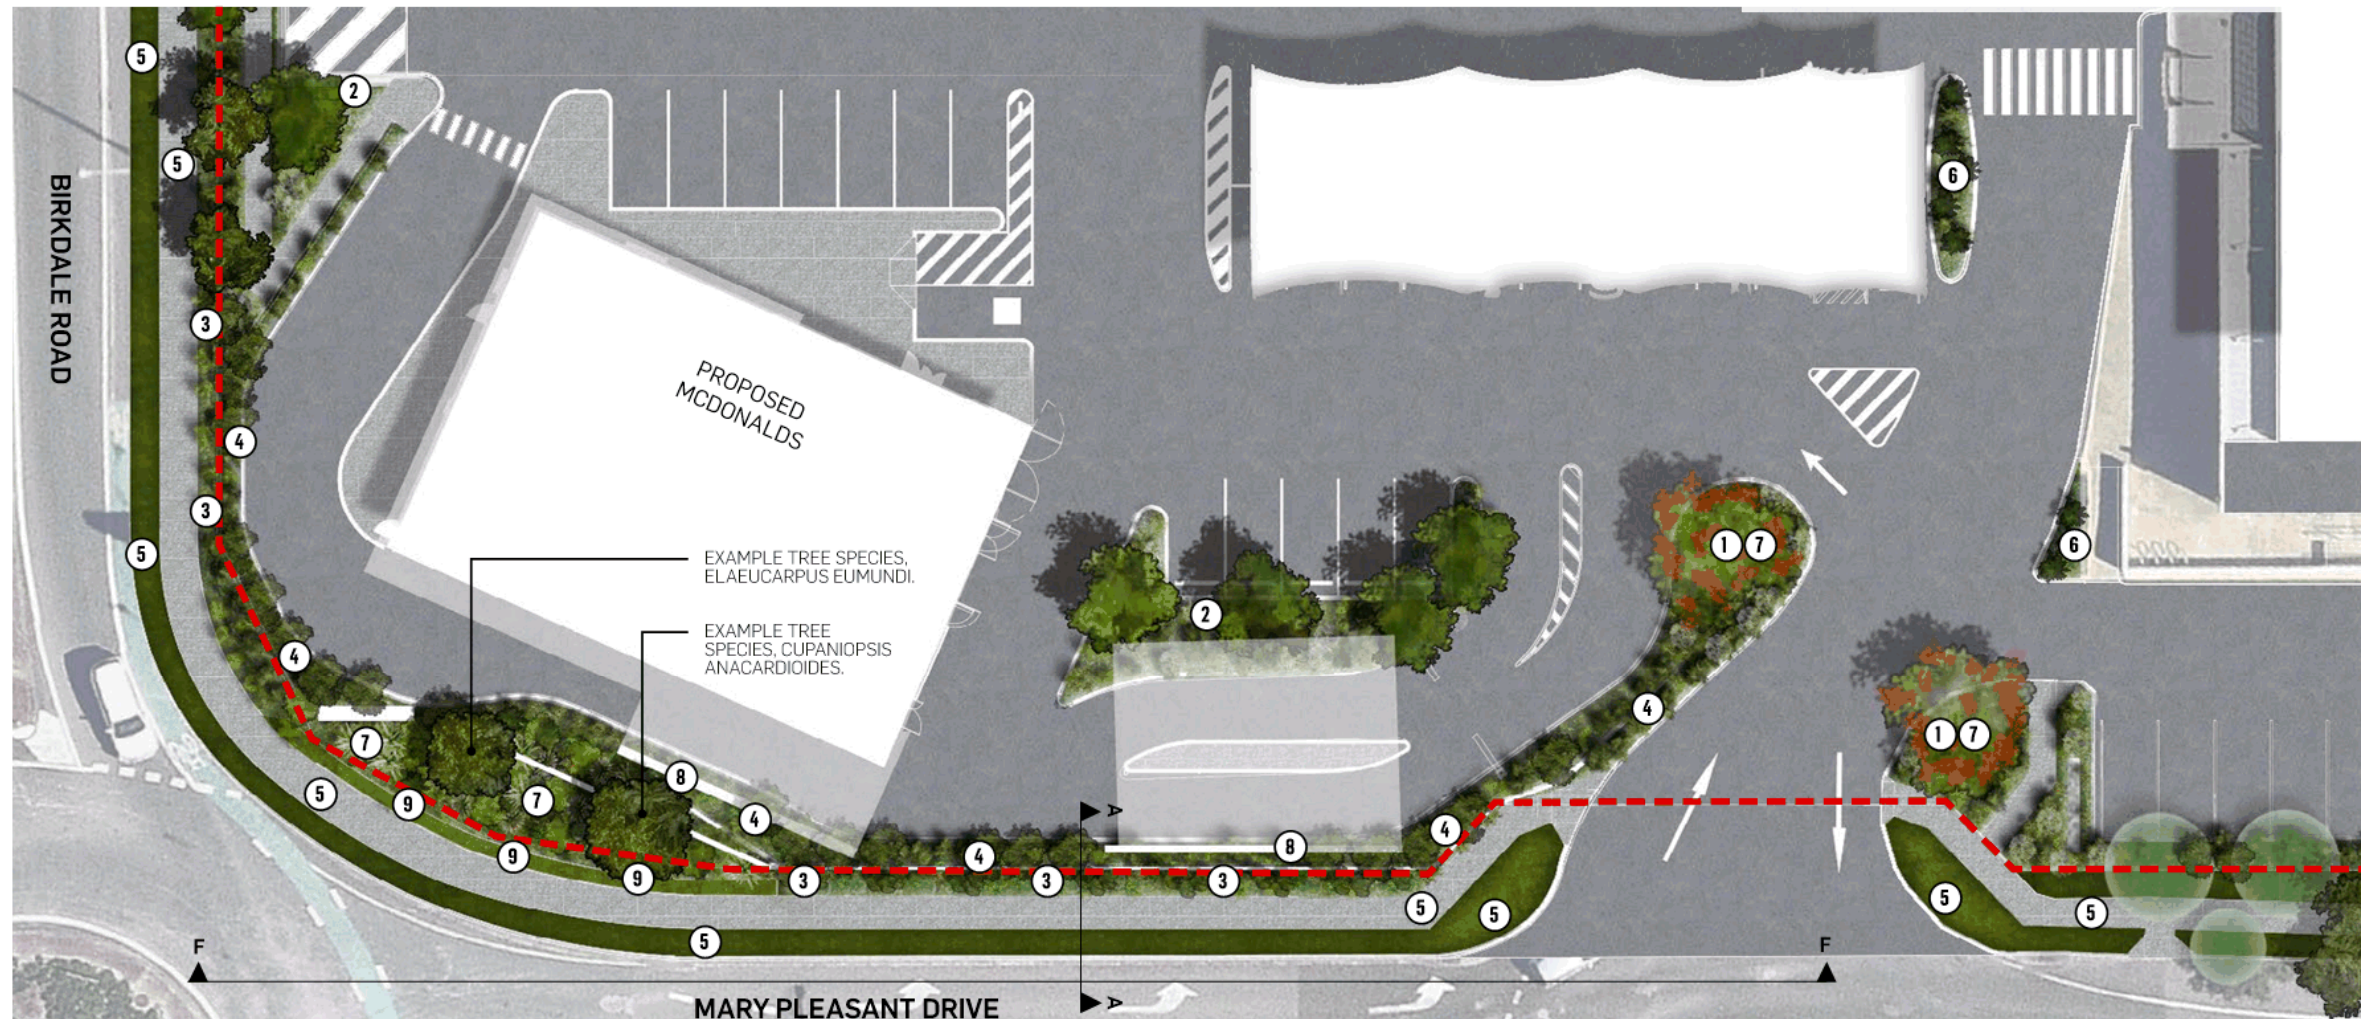 5
2
5
6
BIRKDALE ROAD
3
PROPOSED
MCDONALDS
4
3
5
EXAMPLE TREE SPECIES,
ELAEUCARPUS EUMUNDI.
1 7
6
2
EXAMPLE TREE
SPECIES, CUPANIOPSIS
ANACARDIOIDES.
4
4
7
1 7
8
5
9
7
4
A
4
9
4
8
9
3
3
3
5
5
5
5
5
F
F
MARY PLEASANT DRIVE
A